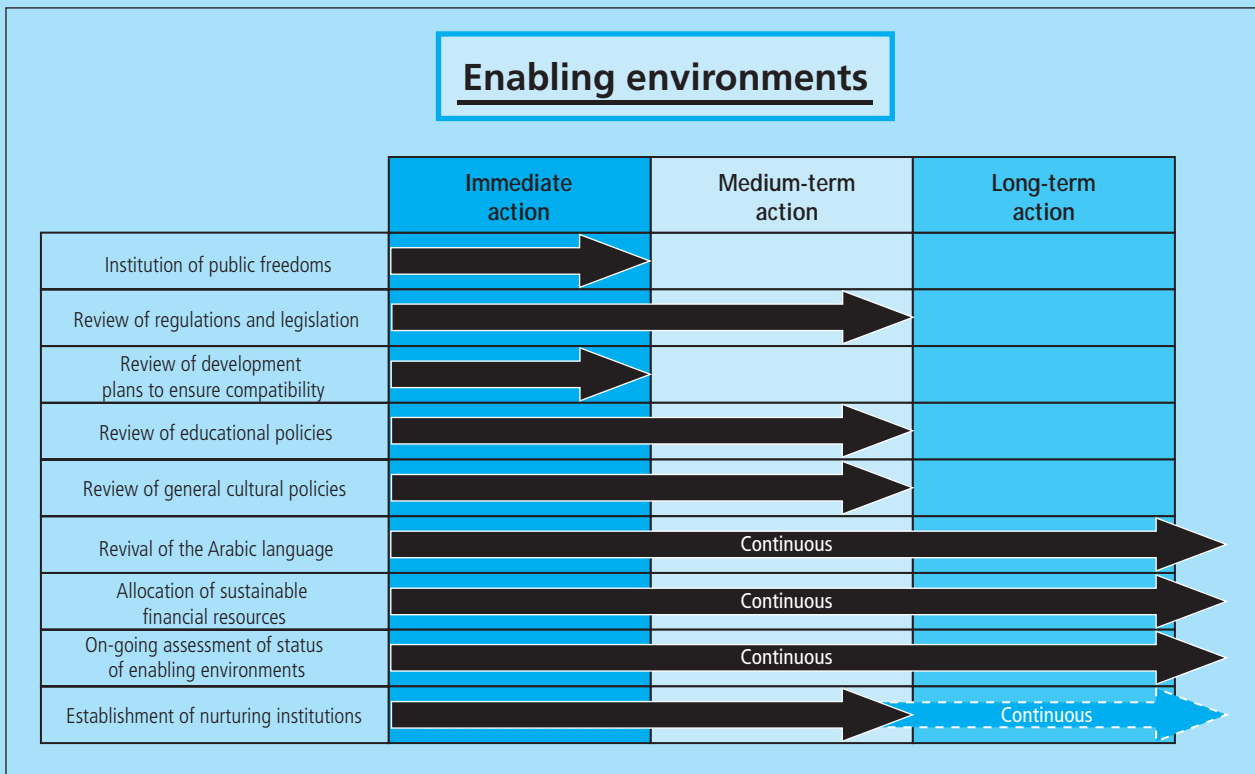 Enabling environments
Immediate
action
Medium-term
action
Long-term
action
Institution of public freedoms
Review of regulations and legislation
Review of development
plans to ensure compatibility
Review of educational policies
Review of general cultural policies
Revival of the Arabic language
Continuous
Allocation of sustainable
financial resources
Continuous
On-going assessment of status
of enabling environments
Continuous
Establishment of nurturing institutions
Continuous